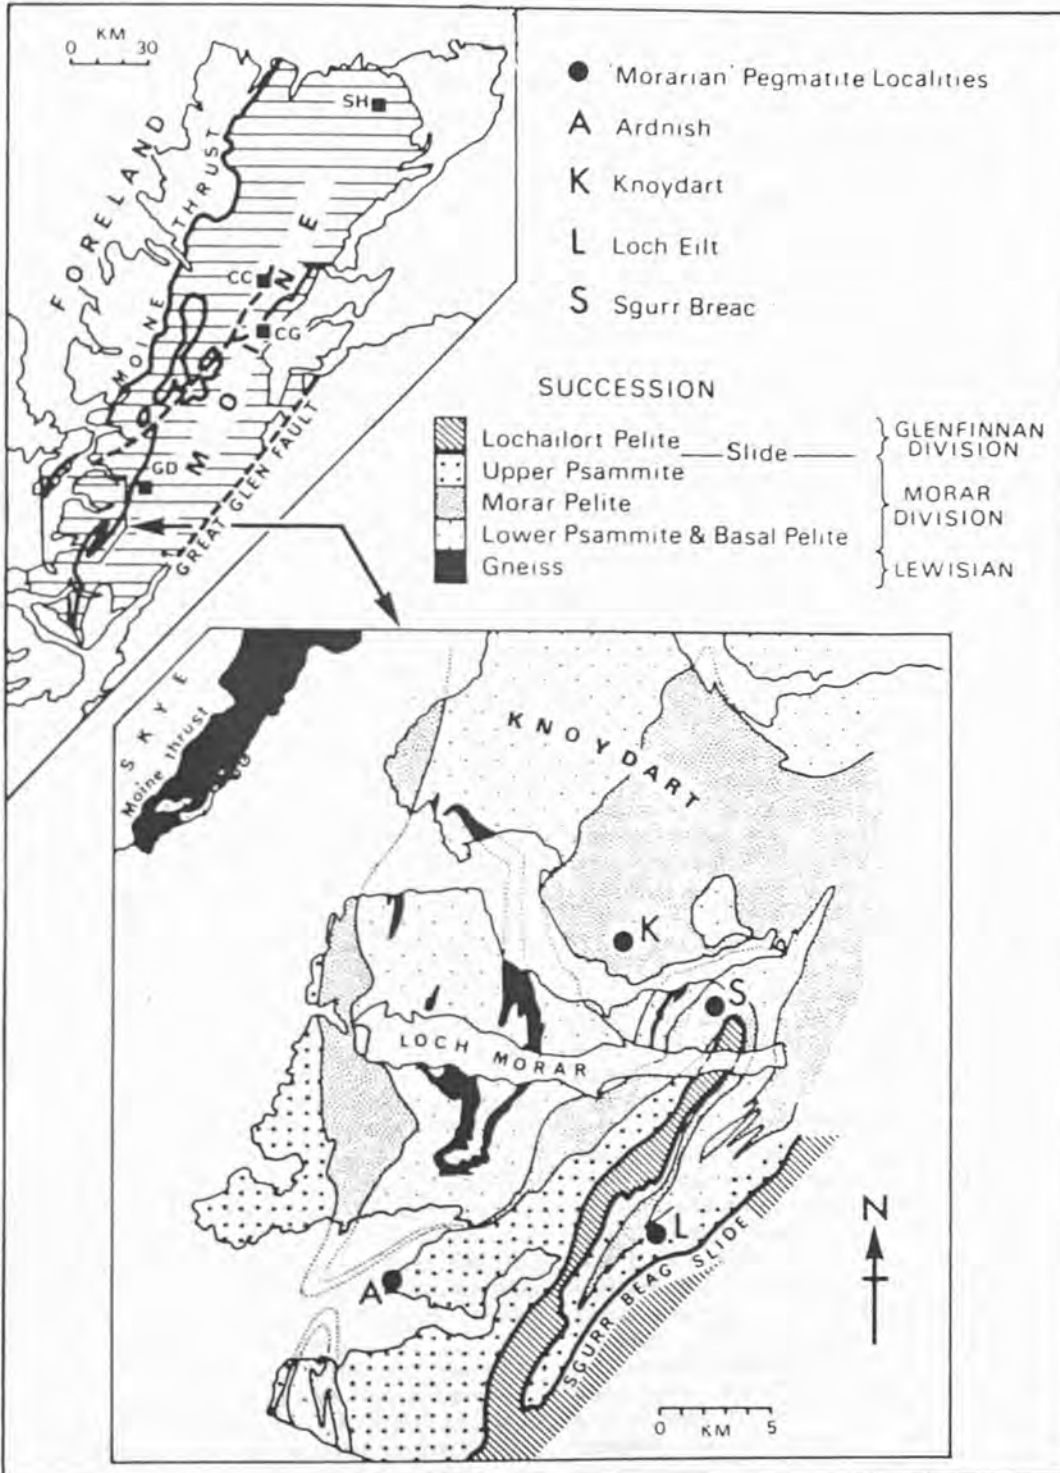 KM
0 30
SH
FORELAND
MOINE THRUST
CC
CG
MOINE
GD
GREAT GLEN FAULT
'Morarian' Pegmatite Localities
A Ardnish
K Knoydart
L Loch Eilt
S Sgurr Breac
SUCCESSION
Lochailort Pelite Slide GLENFINNAN DIVISION
Upper Psammite
Morar Pelite MORAR DIVISION
Lower Psammite & Basal Pelite
Gneiss LEWISIAN
SKYE
Moine thrust
KNOYDART
K
S
LOCH MORAR
L
A
SGURR BEAG SLIDE
N
0 5
KM